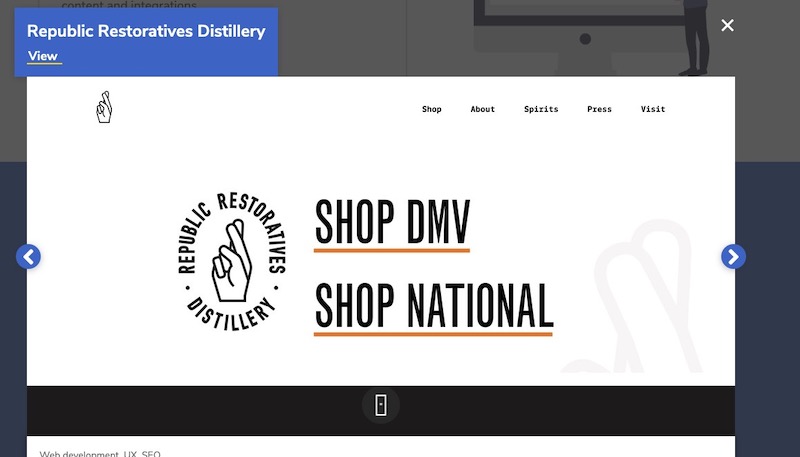 content and integrations
Republic Restoratives Distillery
View
Shop About Spirits Press Visit
REPUBLIC RESTORATIVES
• DISTILLERY •
SHOP DMV
SHOP NATIONAL
Web development, UX, SEO